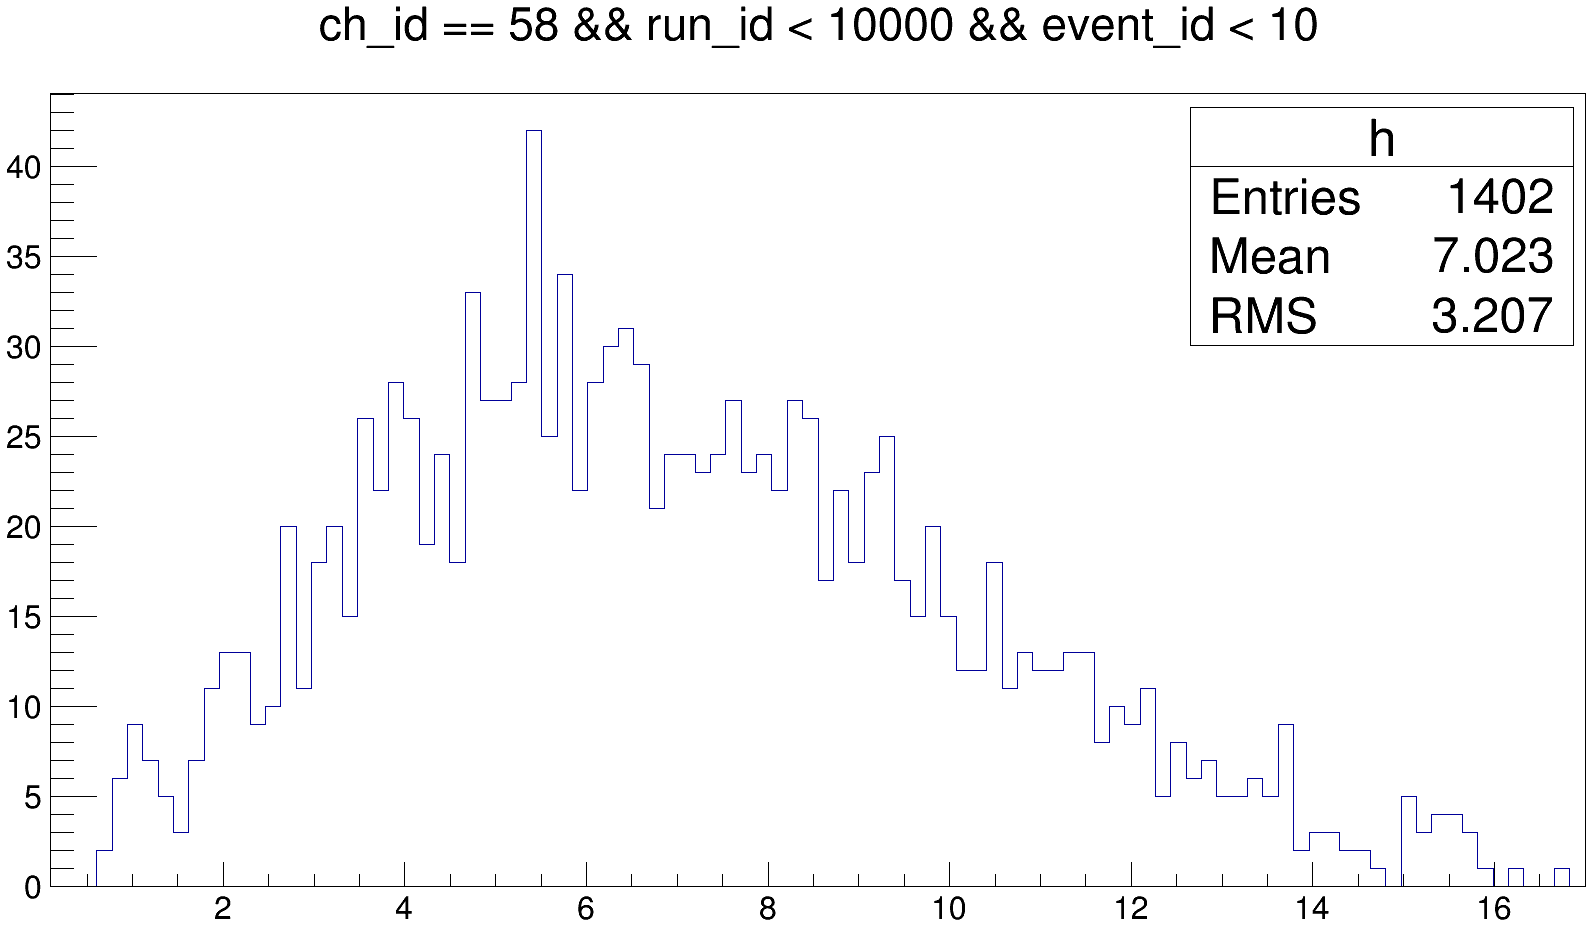 ch_id == 58 && run_id < 10000 && event_id < 10
h
Entries 1402
Mean 7.023
RMS 3.207
40
35
30
25
20
15
10
5
0
2 4 6 8 10 12 14 16